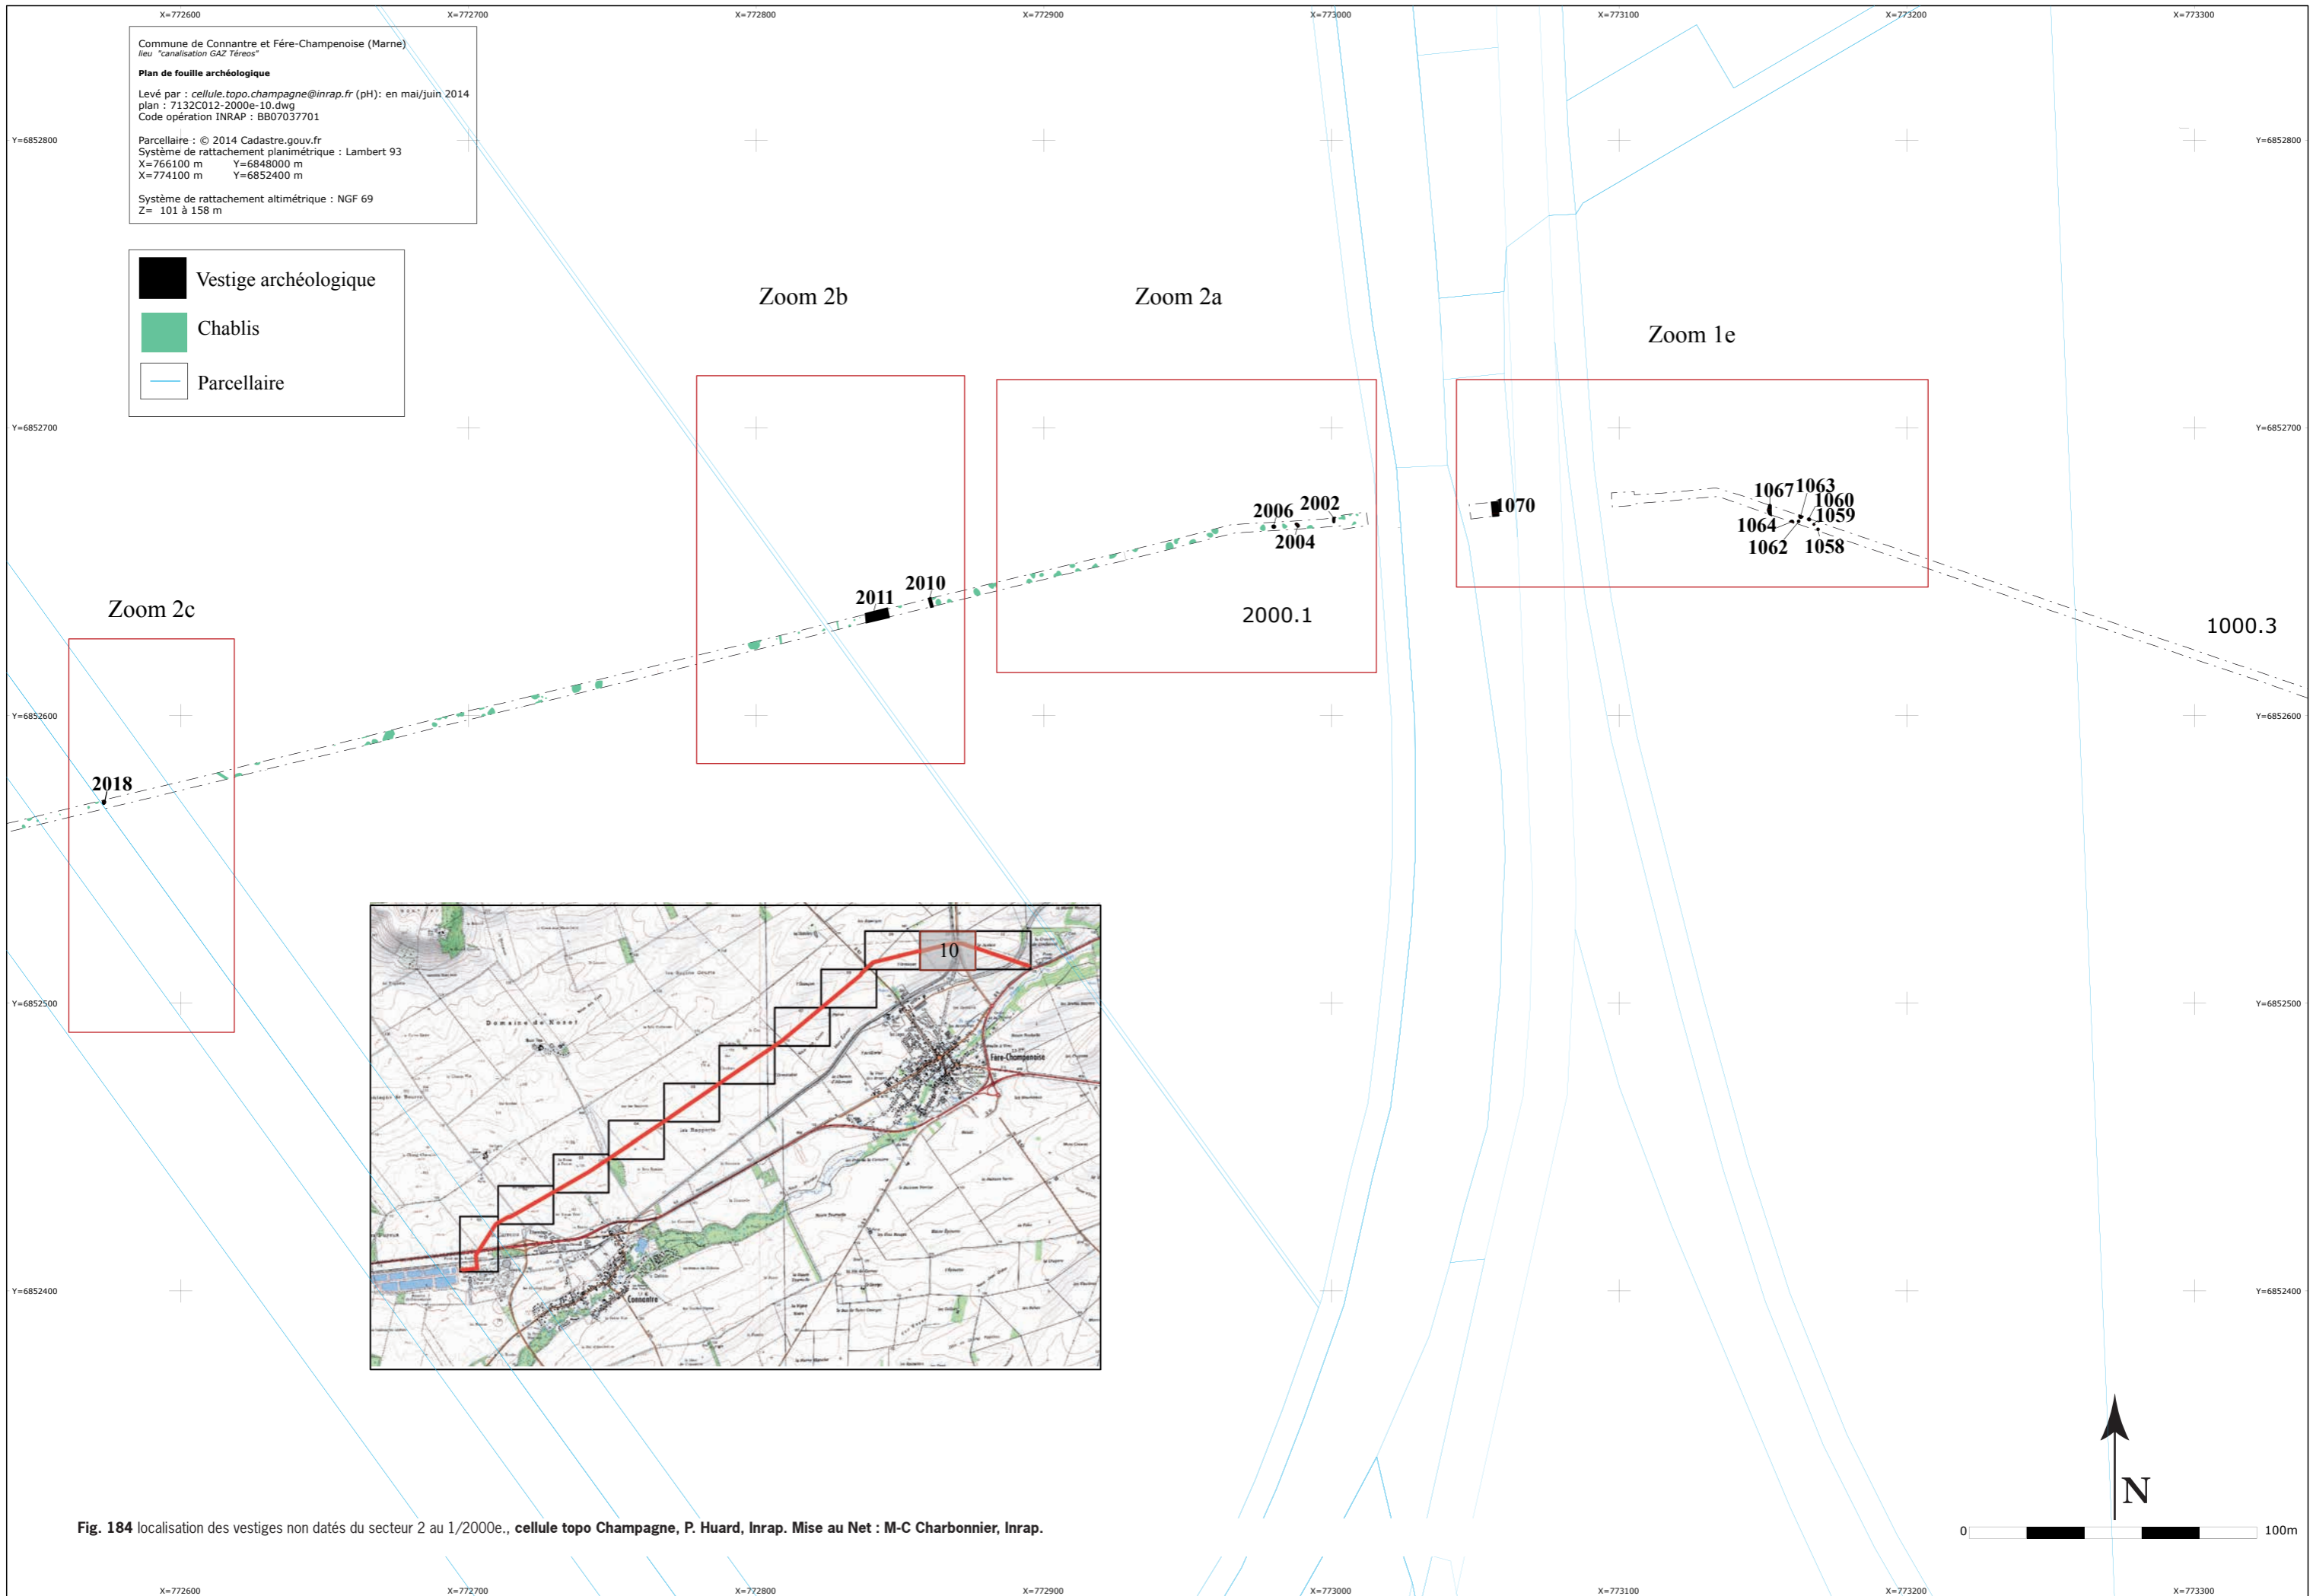 X=772600
X=772700
X=772800
X=772900
X=773000
X=773100
X=773200
X=773300
Commune de Connantre et Fére-Champenoise (Marne)
lieu "canalisation GAZ Téreos"
Plan de fouille archéologique
Levé par : cellule.topo.champagne@inrap.fr (pH): en mai/juin 2014
plan : 7132C012-2000e-10.dwg
Code opération INRAP : BB07037701
Parcellaire : © 2014 Cadastre.gouv.fr
Système de rattachement planimétrique : Lambert 93
X=766100 m Y=6848000 m
X=774100 m Y=6852400 m
Système de rattachement altimétrique : NGF 69
Z= 101 à 158 m
Y=6852800
Y=6852800
Vestige archéologique
Chablis
Parcellaire
Zoom 2b
Zoom 2a
Zoom 1e
Y=6852700
Y=6852700
1067
1063
1060
1059
1064
1062
1058
1070
2006
2002
2004
2010
2011
2000.1
1000.3
Zoom 2c
Y=6852600
Y=6852600
2018
10
Domaine de Nozet
Fère-Champenoise
Connantre
Y=6852500
Y=6852500
Y=6852400
Y=6852400
N
0
100m
Fig. 184 localisation des vestiges non datés du secteur 2 au 1/2000e., cellule topo Champagne, P. Huard, Inrap. Mise au Net : M-C Charbonnier, Inrap.
X=772600
X=772700
X=772800
X=772900
X=773000
X=773100
X=773200
X=773300